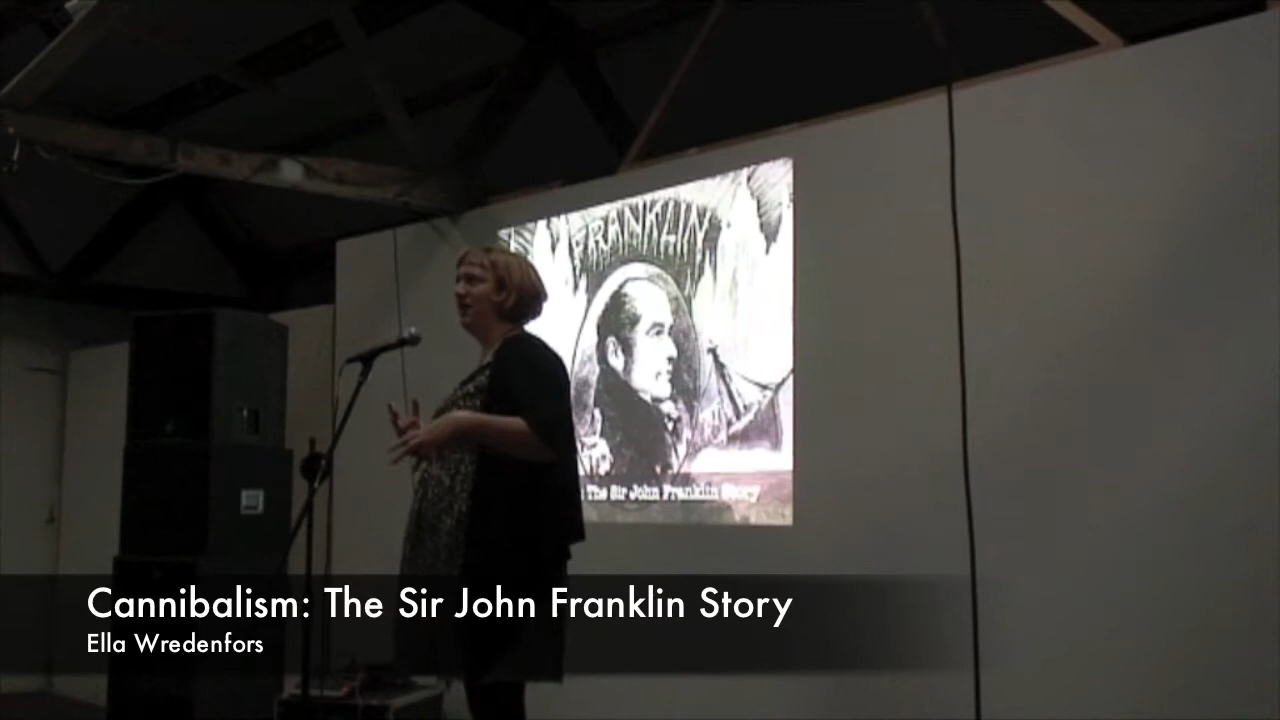 FRANKLIN
The Sir John Franklin Story
Cannibalism: The Sir John Franklin Story
Ella Wredenfors